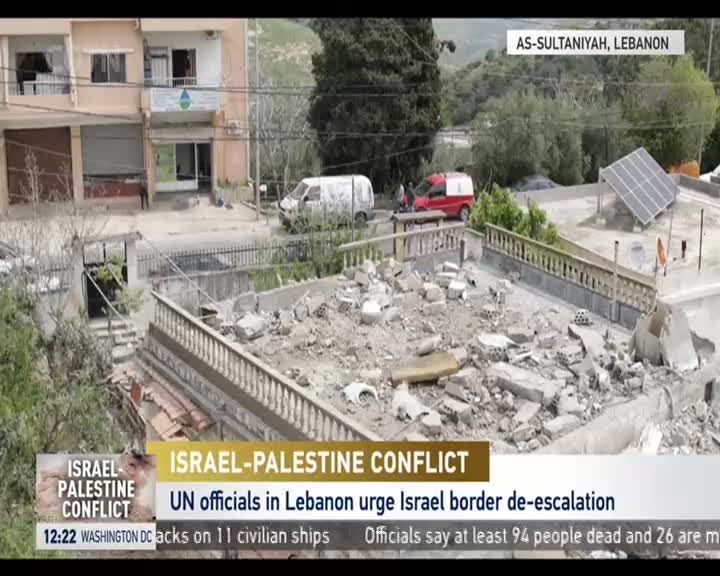 AS-SULTANIYAH, LEBANON
ISRAEL-
PALESTINE
CONFLICT
ISRAEL-PALESTINE CONFLICT
UN officials in Lebanon urge Israel border de-escalation
12:22 WASHINGTON DC
acks on 11 civilian ships Officials say at least 94 people dead and 26 are m